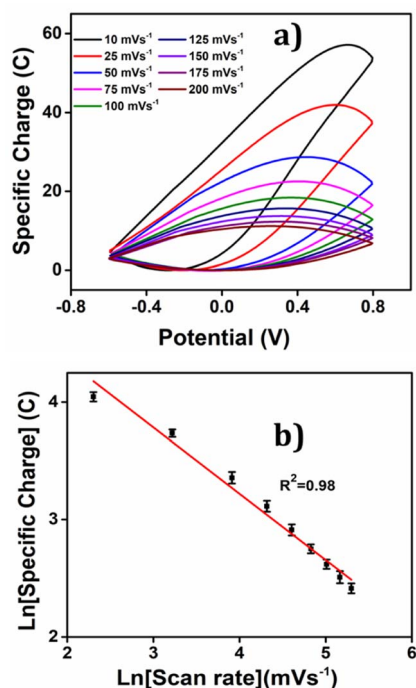 a)
10 mVs⁻¹ 125 mVs⁻¹
25 mVs⁻¹ 150 mVs⁻¹
50 mVs⁻¹ 175 mVs⁻¹
75 mVs⁻¹ 200 mVs⁻¹
100 mVs⁻¹
Specific Charge (C)
60
40
20
0
-0.8 -0.4 0.0 0.4 0.8
Potential (V)
b)
R²=0.98
Ln[Specific Charge] (C)
4
3
2
2 3 4 5 6
Ln[Scan rate](mVs⁻¹)